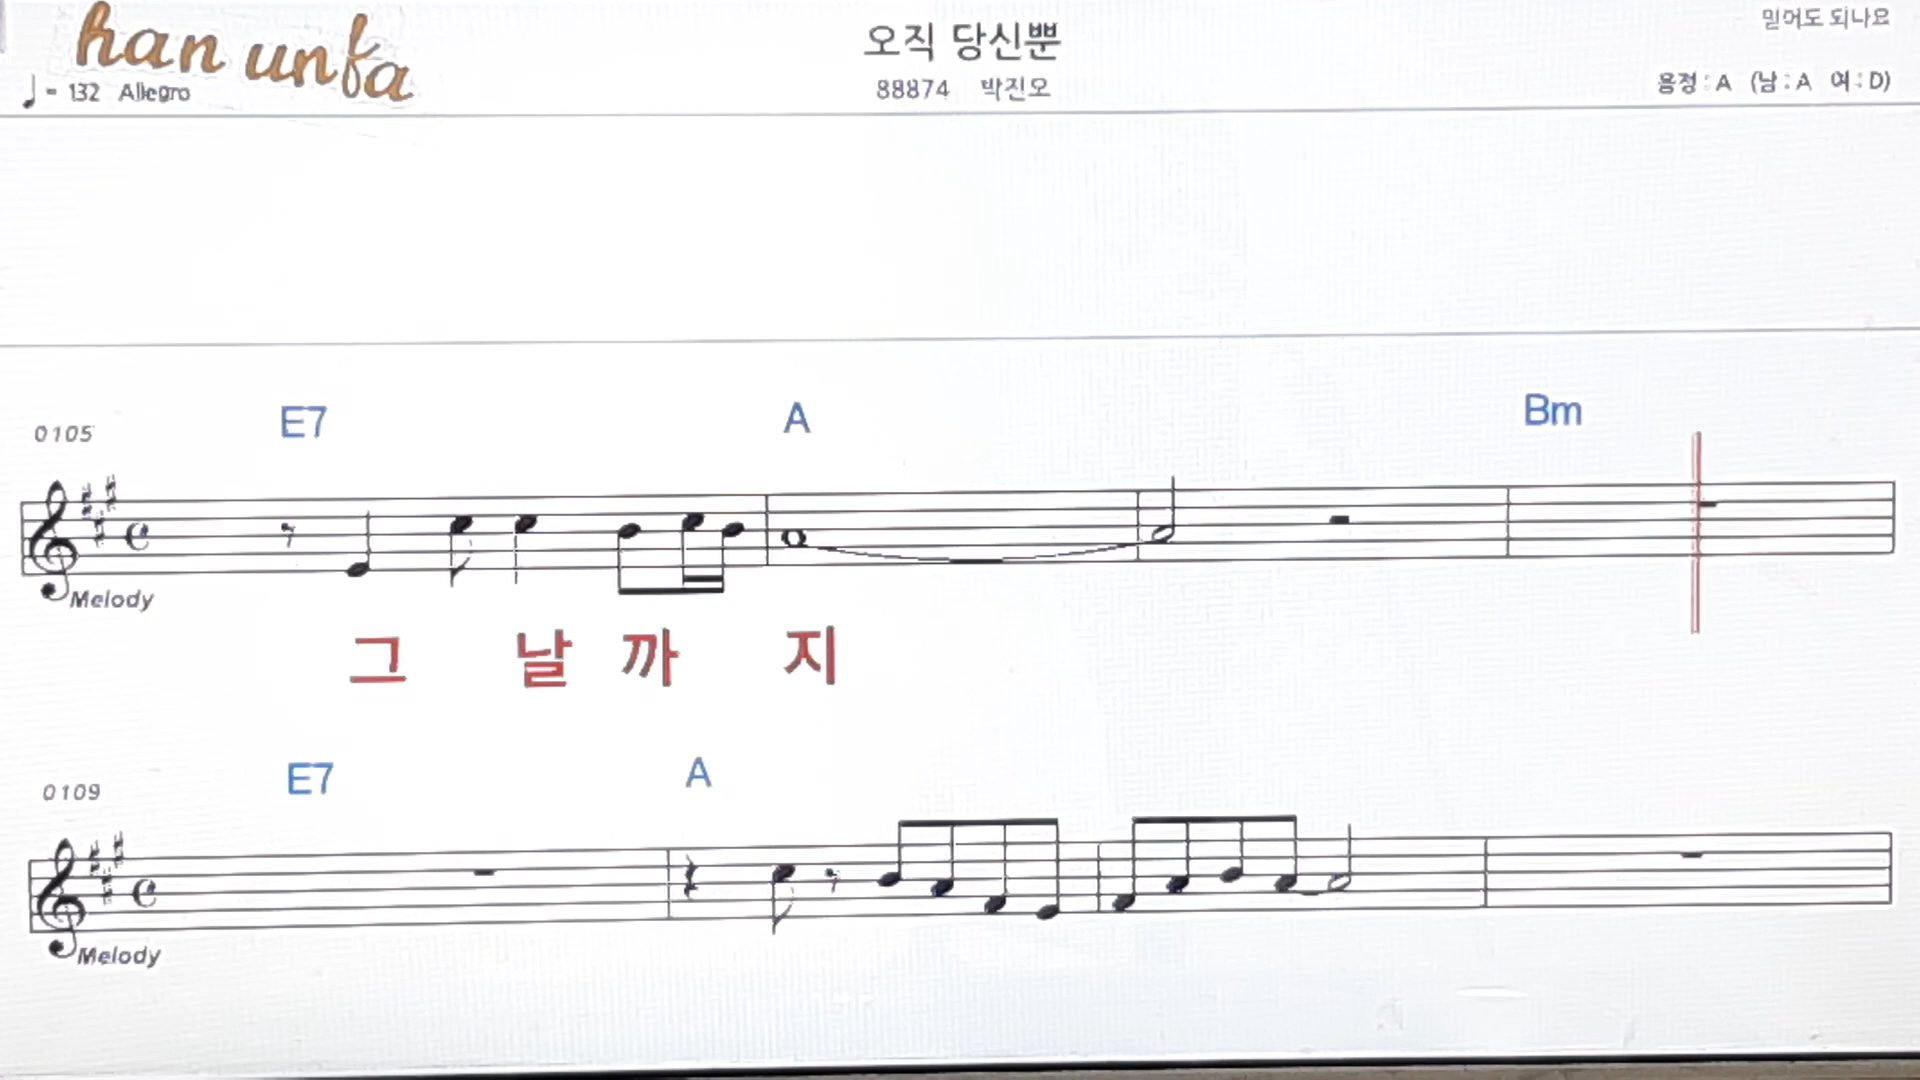 han unfa
오직 당신뿐
믿어도 되나요
♩= 132 Allegro
88874 박진오
음정 : A (남 : A 여 : D)
0105 E7 A Bm
Melody
그 날 까 지
0109 E7 A
Melody